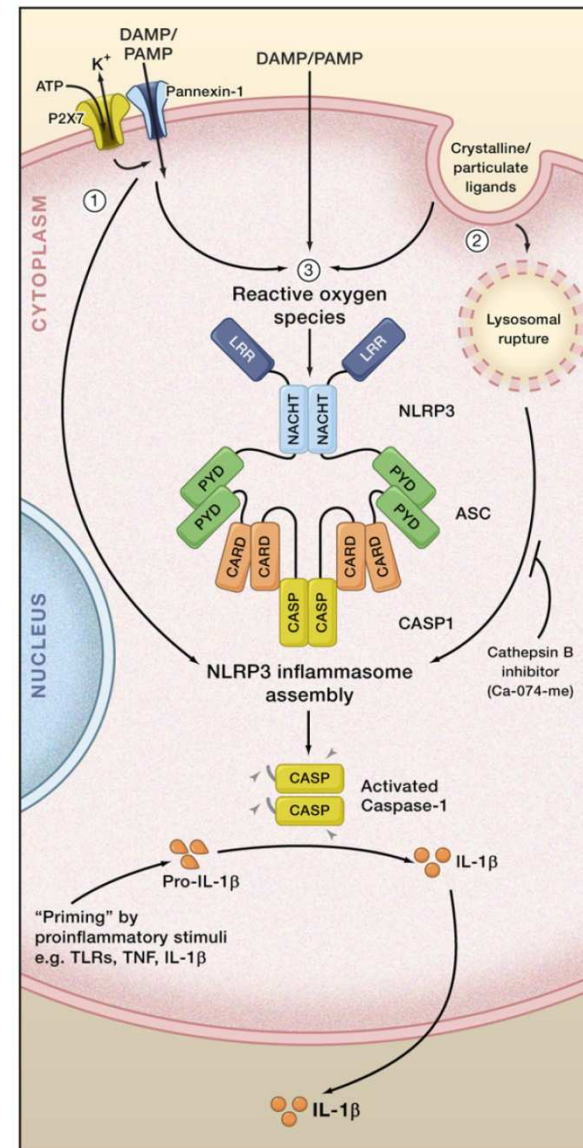 DAMP/
PAMP
K⁺
ATP
P2X7
Pannexin-1
DAMP/PAMP
Crystalline/
particulate
ligands
①
②
CYTOPLASM
③
Reactive oxygen
species
Lysosomal
rupture
LRR
LRR
NACHT
NACHT
NLRP3
PYD
PYD
PYD
PYD
ASC
CARD
CARD
CARD
CARD
CASP
CASP
CASP1
NUCLEUS
Cathepsin B
inhibitor
(Ca-074-me)
NLRP3 inflammasome
assembly
CASP
CASP
Activated
Caspase-1
Pro-IL-1β
IL-1β
"Priming" by
proinflammatory stimuli
e.g. TLRs, TNF, IL-1β
IL-1β